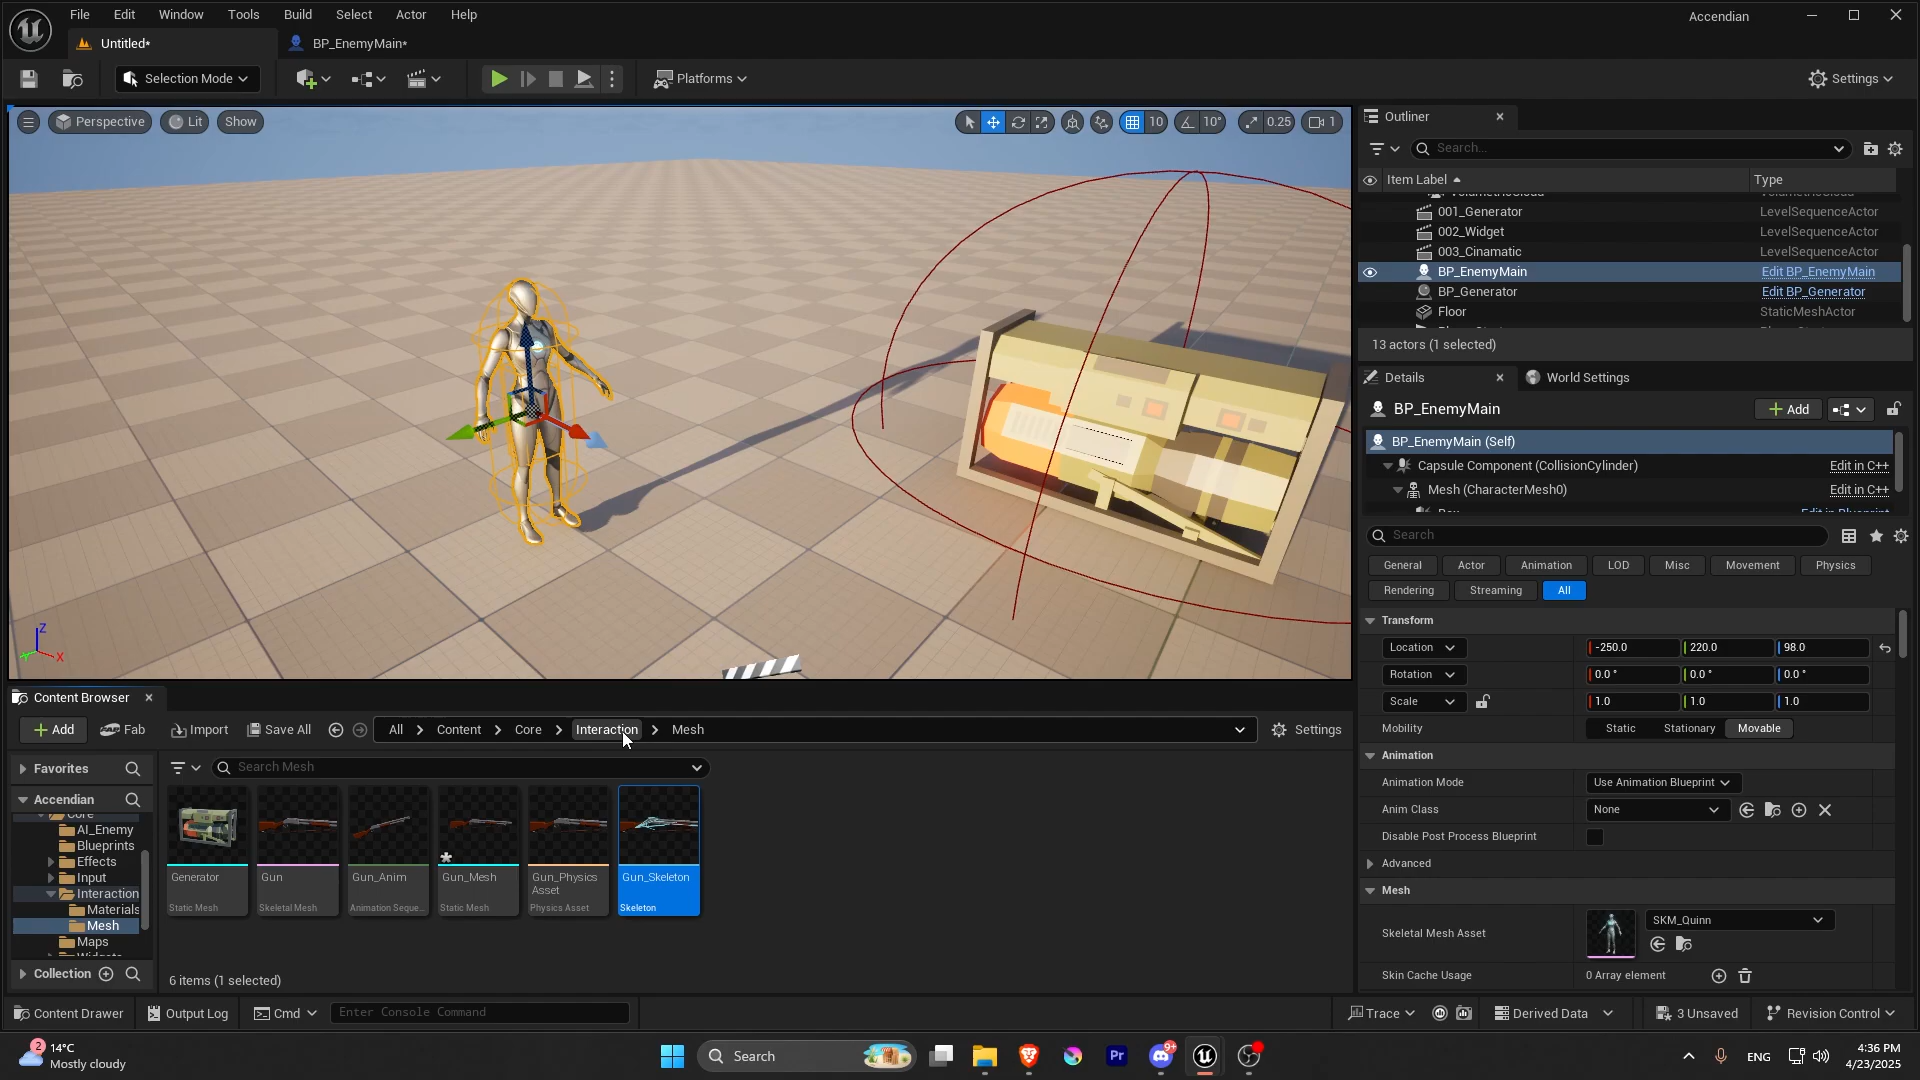 File Edit Window Tools Build Select Actor Help
Accendian
Untitled*
BP_EnemyMain*
Selection Mode
Platforms
Settings
Perspective
Lit
Show
10
10°
0.25
1
Outliner
Search...
Item Label
Type
001_Generator LevelSequenceActor
002_Widget LevelSequenceActor
003_Cinamatic LevelSequenceActor
BP_EnemyMain Edit BP_EnemyMain
BP_Generator Edit BP_Generator
Floor StaticMeshActor
13 actors (1 selected)
Details
World Settings
BP_EnemyMain
Add
BP_EnemyMain (Self)
Capsule Component (CollisionCylinder) Edit in C++
Mesh (CharacterMesh0) Edit in C++
Search
General Actor Animation LOD Misc Movement Physics
Rendering Streaming All
Transform
Location -250.0 220.0 98.0
Rotation 0.0° 0.0° 0.0°
Scale 1.0 1.0 1.0
Mobility Static Stationary Movable
Animation
Animation Mode Use Animation Blueprint
Anim Class None
Disable Post Process Blueprint
Advanced
Mesh
Skeletal Mesh Asset SKM_Quinn
Skin Cache Usage 0 Array element
Z
X
Content Browser
Add
Fab
Import
Save All
All Content Core Interaction Mesh
Settings
Favorites
Search Mesh
Accendian
Core
AI_Enemy
Blueprints
Effects
Input
Interaction
Materials
Mesh
Maps
Collection
Generator
Static Mesh
Gun
Skeletal Mesh
Gun_Anim
Animation Seque...
Gun_Mesh
Static Mesh
Gun_Physics
Asset
Physics Asset
Gun_Skeleton
Skeleton
6 items (1 selected)
Content Drawer
Output Log
Cmd
Enter Console Command
Trace
Derived Data
3 Unsaved
Revision Control
2
14°C
Mostly cloudy
Search
Pr
9+
ENG
4:36 PM
4/23/2025